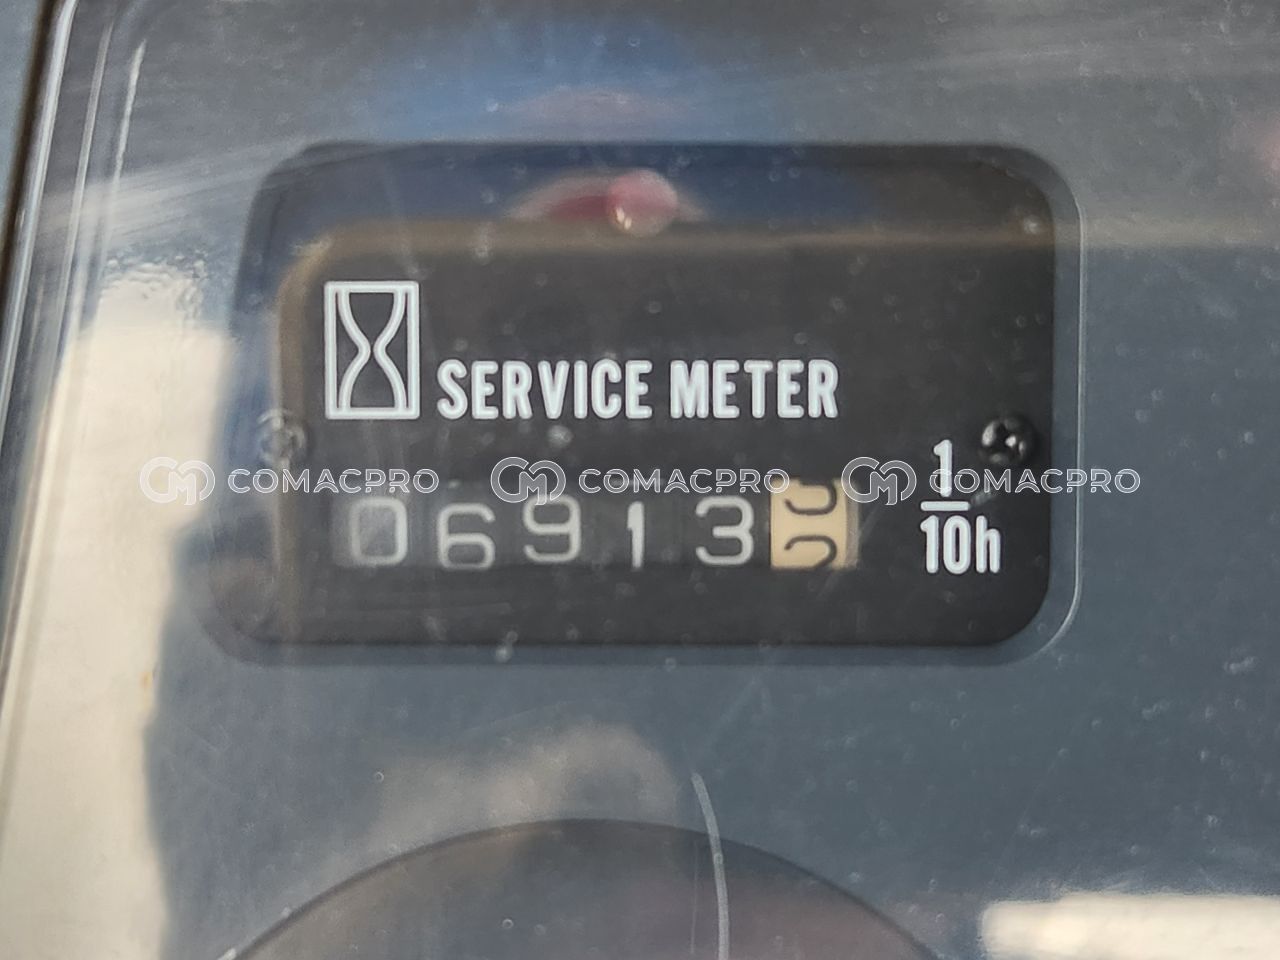 SERVICE METER
COMACPRO COMACPRO COMACPRO
06913
1
10h